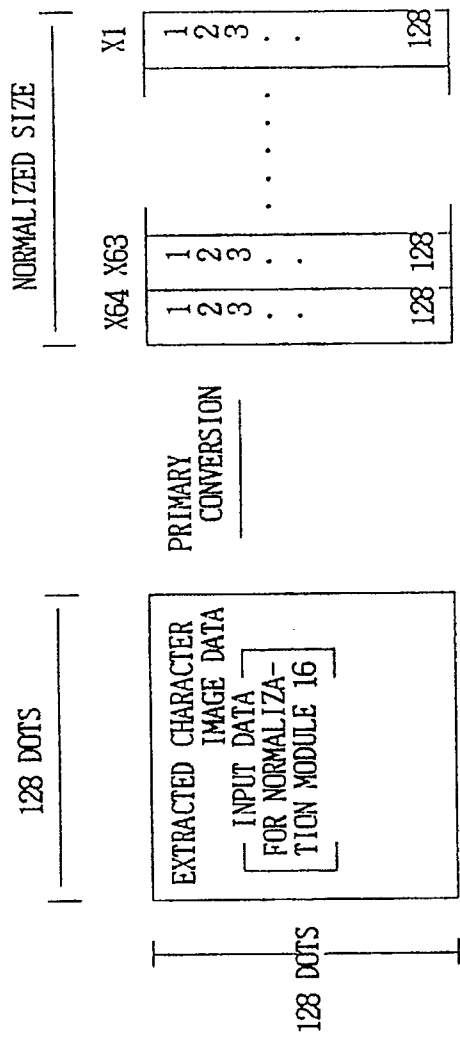 128 DOTS
128 DOTS
EXTRACTED CHARACTER
IMAGE DATA
INPUT DATA
FOR NORMALIZA-
TION MODULE 16
PRIMARY
CONVERSION
NORMALIZED SIZE
X64 X63 X1
1 1 1
2 2 2
3 3 3
. . .
. . .
. . . . . .
128 128 128